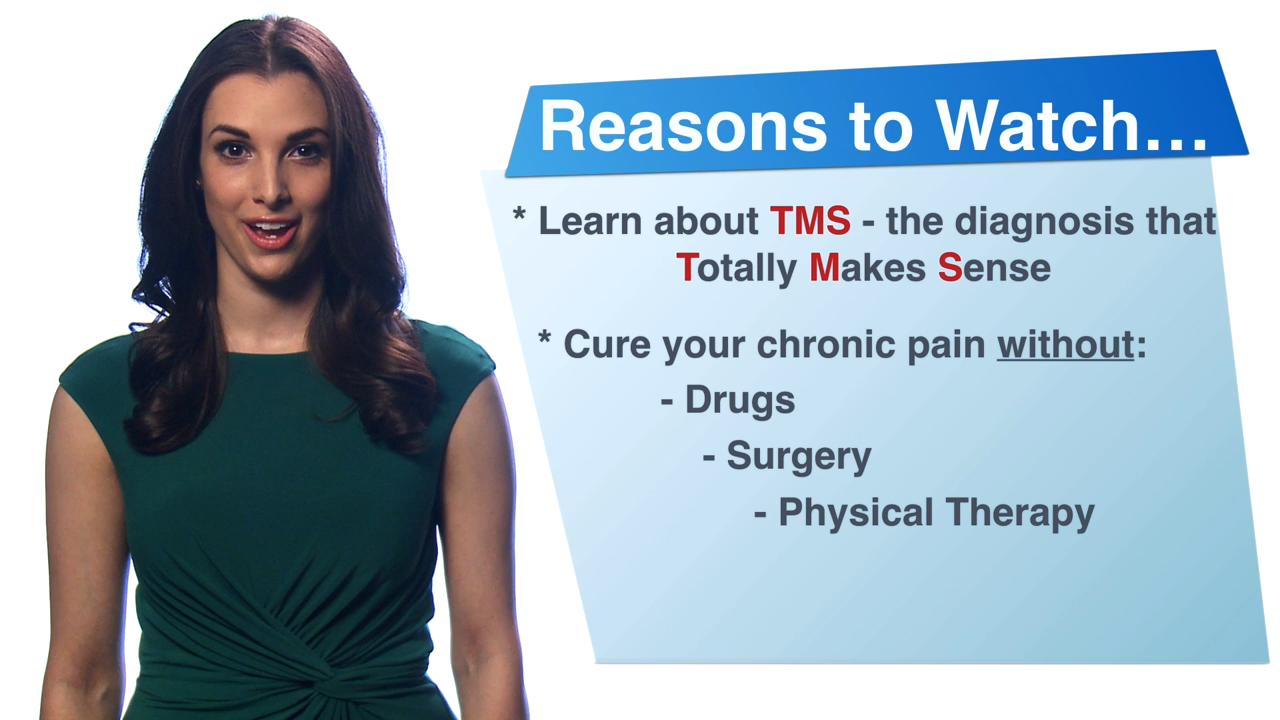 Reasons to Watch...
* Learn about TMS - the diagnosis that
Totally Makes Sense
* Cure your chronic pain without:
- Drugs
- Surgery
- Physical Therapy